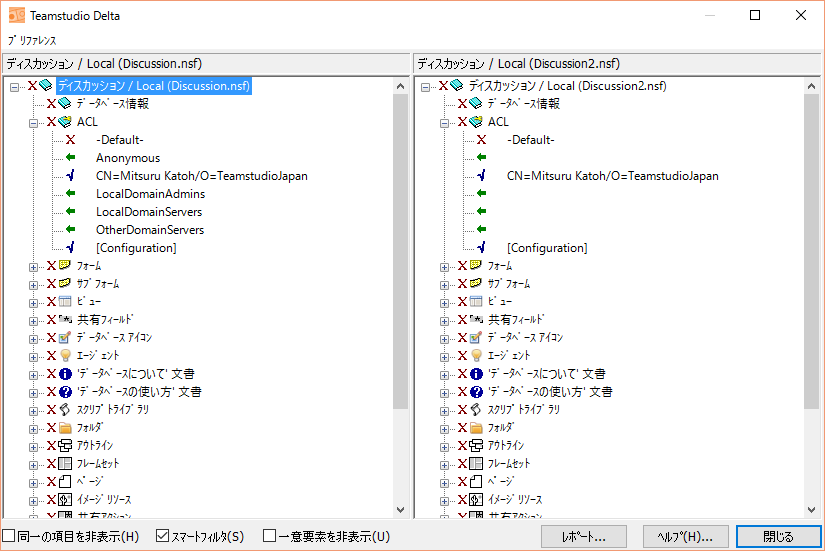 Teamstudio Delta
ﾌﾟﾘﾌｧﾚﾝｽ
ディスカッション / Local (Discussion.nsf)
ディスカッション / Local (Discussion2.nsf)
ディスカッション / Local (Discussion.nsf)
ﾃﾞｰﾀﾍﾞｰｽ情報
ACL
-Default-
Anonymous
CN=Mitsuru Katoh/O=TeamstudioJapan
LocalDomainAdmins
LocalDomainServers
OtherDomainServers
[Configuration]
ﾌｫｰﾑ
ｻﾌﾞﾌｫｰﾑ
ﾋﾞｭｰ
共有ﾌｨｰﾙﾄﾞ
ﾃﾞｰﾀﾍﾞｰｽ ｱｲｺﾝ
ｴｰｼﾞｪﾝﾄ
'ﾃﾞｰﾀﾍﾞｰｽについて' 文書
'ﾃﾞｰﾀﾍﾞｰｽの使い方' 文書
ｽｸﾘﾌﾟﾄﾗｲﾌﾞﾗﾘ
ﾌｫﾙﾀﾞ
ｱｳﾄﾗｲﾝ
ﾌﾚｰﾑｾｯﾄ
ﾍﾟｰｼﾞ
ｲﾒｰｼﾞ ﾘｿｰｽ
共有ｱｸｼｮﾝ
ディスカッション / Local (Discussion2.nsf)
ﾃﾞｰﾀﾍﾞｰｽ情報
ACL
-Default-
CN=Mitsuru Katoh/O=TeamstudioJapan
[Configuration]
ﾌｫｰﾑ
ｻﾌﾞﾌｫｰﾑ
ﾋﾞｭｰ
共有ﾌｨｰﾙﾄﾞ
ﾃﾞｰﾀﾍﾞｰｽ ｱｲｺﾝ
ｴｰｼﾞｪﾝﾄ
'ﾃﾞｰﾀﾍﾞｰｽについて' 文書
'ﾃﾞｰﾀﾍﾞｰｽの使い方' 文書
ｽｸﾘﾌﾟﾄﾗｲﾌﾞﾗﾘ
ﾌｫﾙﾀﾞ
ｱｳﾄﾗｲﾝ
ﾌﾚｰﾑｾｯﾄ
ﾍﾟｰｼﾞ
ｲﾒｰｼﾞ ﾘｿｰｽ
共有ｱｸｼｮﾝ
同一の項目を非表示(H)
ｽﾏｰﾄﾌｨﾙﾀ(S)
一意要素を非表示(U)
ﾚﾎﾟｰﾄ...
ﾍﾙﾌﾟ(H)...
閉じる